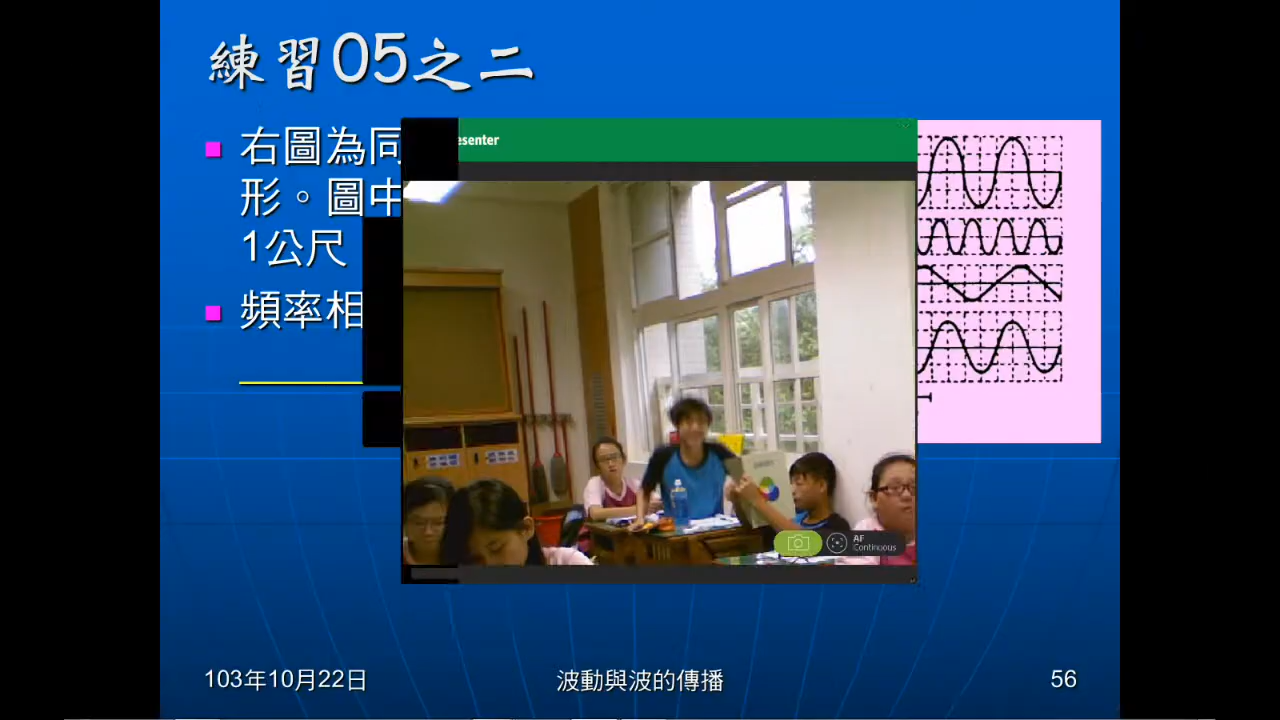 練習05之二
右圖為同
形。圖中
1公尺
頻率相
esenter
AF
Continuous
103年10月22日
波動與波的傳播
56